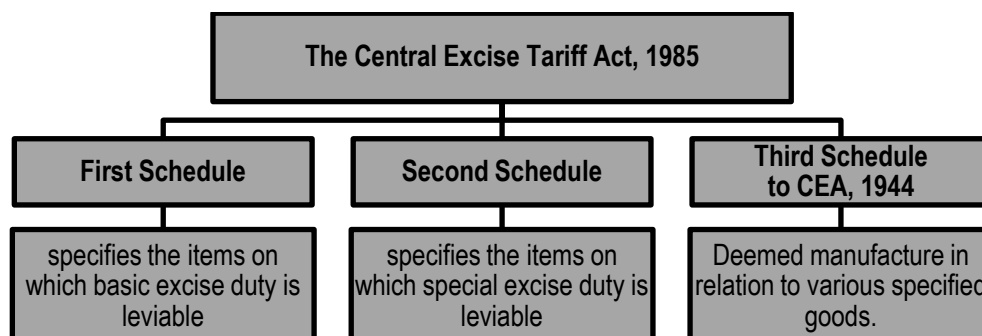 The Central Excise Tariff Act, 1985
First Schedule
Second Schedule
Third Schedule
to CEA, 1944
specifies the items on
which basic excise duty is
leviable
specifies the items on
which special excise duty is
leviable
Deemed manufacture in
relation to various specified
goods.